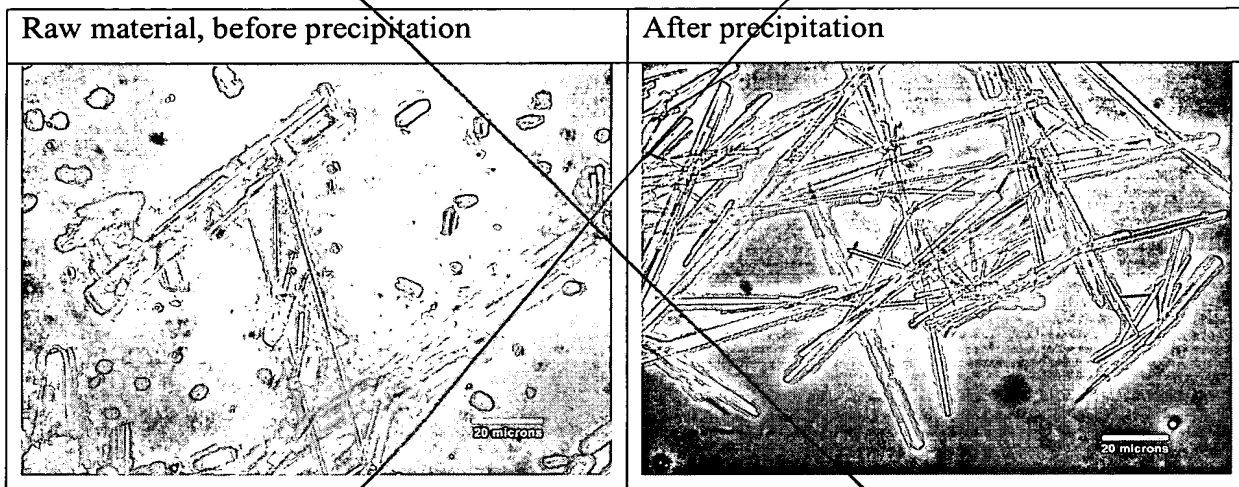 Raw material, before precipitation
After precipitation
20 microns
20 microns